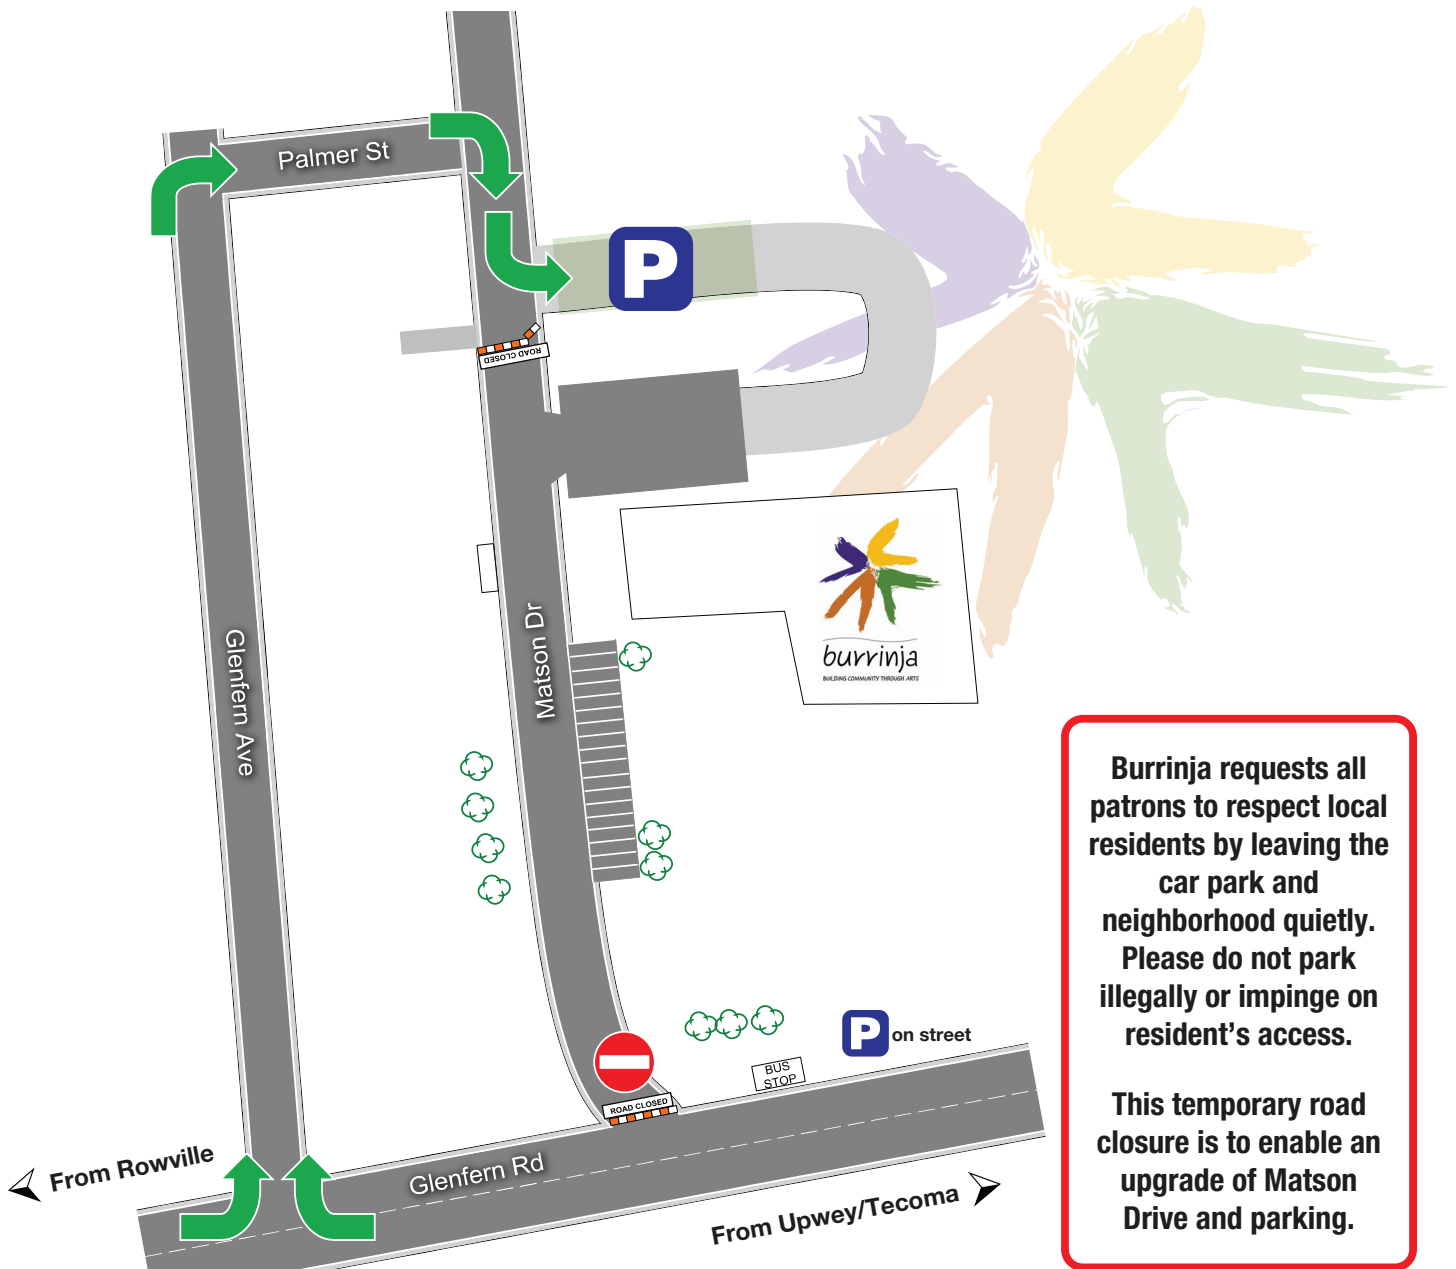 Palmer St
P
ROAD CLOSED
Glenfern Ave
Matson Dr
burrinja
BUILDING COMMUNITY THROUGH ARTS
Burrinja requests all
patrons to respect local
residents by leaving the
car park and
neighborhood quietly.
Please do not park
illegally or impinge on
resident's access.
This temporary road
closure is to enable an
upgrade of Matson
Drive and parking.
P on street
BUS
STOP
ROAD CLOSED
From Rowville
Glenfern Rd
From Upwey/Tecoma